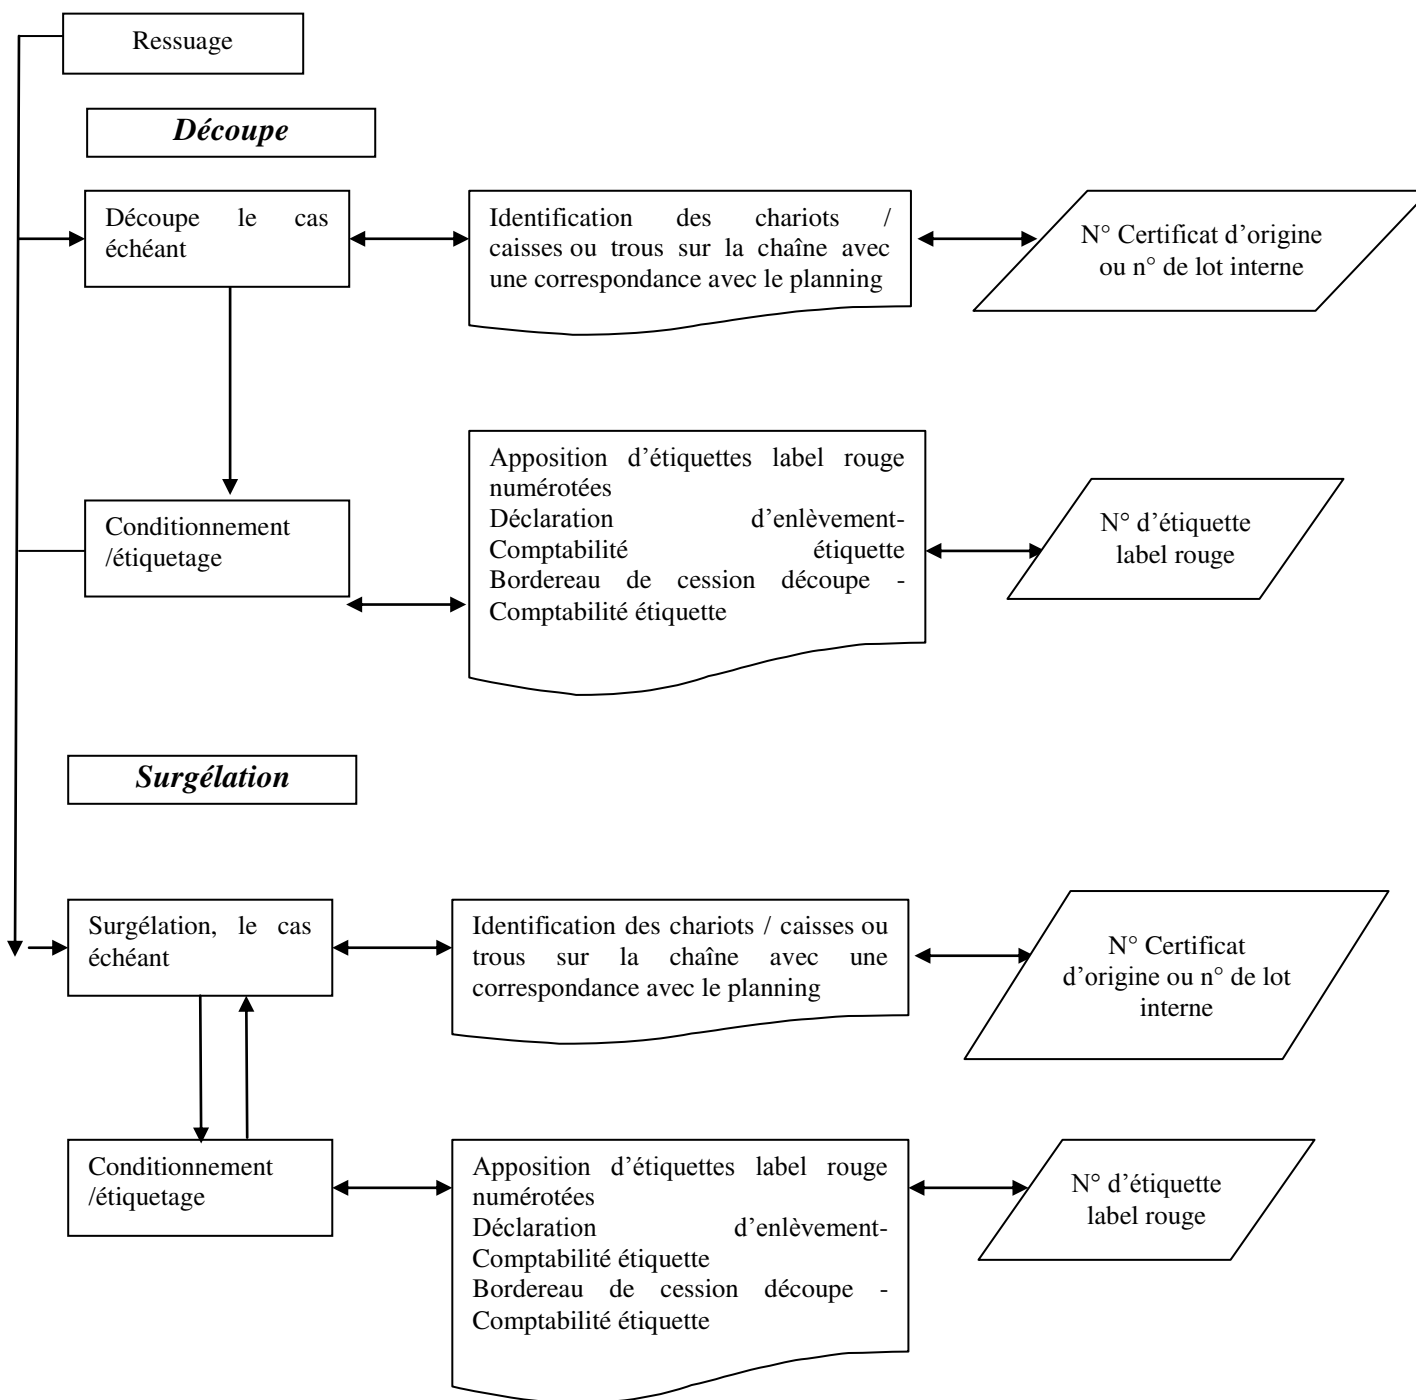 Ressuage
Découpe
Découpe le cas
échéant
Identification des chariots /
caisses ou trous sur la chaîne avec
une correspondance avec le planning
N° Certificat d'origine
ou n° de lot interne
Conditionnement
/étiquetage
Apposition d'étiquettes label rouge
numérotées
Déclaration d'enlèvement-
Comptabilité étiquette
Bordereau de cession découpe -
Comptabilité étiquette
N° d'étiquette
label rouge
Surgélation
Surgélation, le cas
échéant
Identification des chariots / caisses ou
trous sur la chaîne avec une
correspondance avec le planning
N° Certificat
d'origine ou n° de lot
interne
Conditionnement
/étiquetage
Apposition d'étiquettes label rouge
numérotées
Déclaration d'enlèvement-
Comptabilité étiquette
Bordereau de cession découpe -
Comptabilité étiquette
N° d'étiquette
label rouge